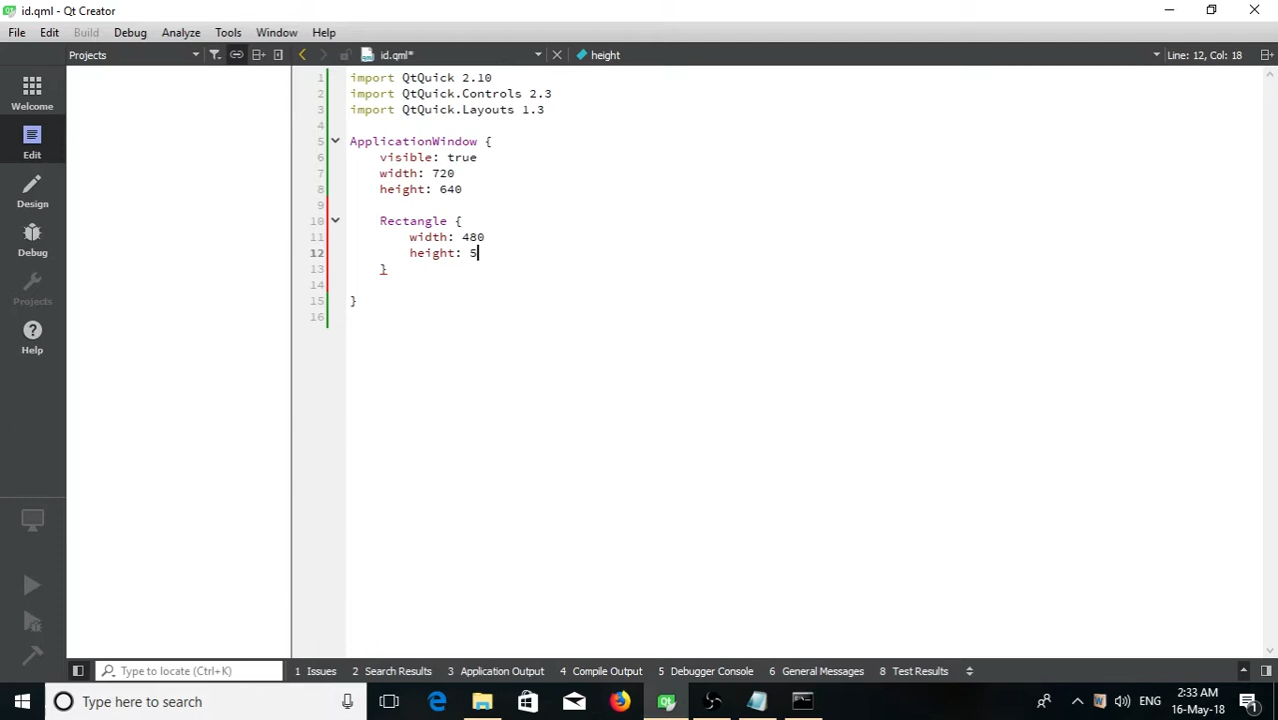 id.qml - Qt Creator
File Edit Build Debug Analyze Tools Window Help
Projects id.qml* height Line: 12, Col: 18
Welcome
Edit
Design
Debug
Projects
Help
1 import QtQuick 2.10
2 import QtQuick.Controls 2.3
3 import QtQuick.Layouts 1.3
4
5 ApplicationWindow {
6 visible: true
7 width: 720
8 height: 640
9
10 Rectangle {
11 width: 480
12 height: 5
13 }
14
15 }
16
Type to locate (Ctrl+K) 1 Issues 2 Search Results 3 Application Output 4 Compile Output 5 Debugger Console 6 General Messages 8 Test Results
Type here to search ENG 2:33 AM
16-May-18 1